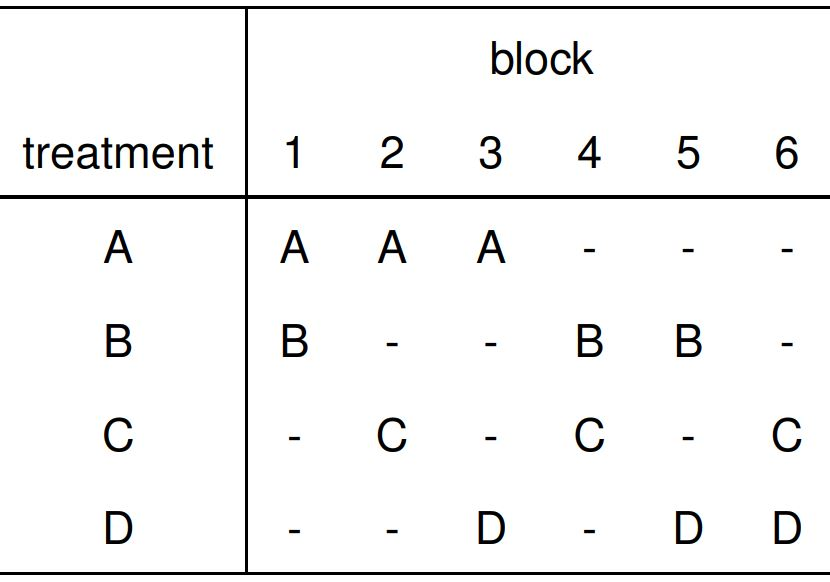 block
treatment 1 2 3 4 5 6
A A A A - - -
B B - - B B -
C - C - C - C
D - - D - D D